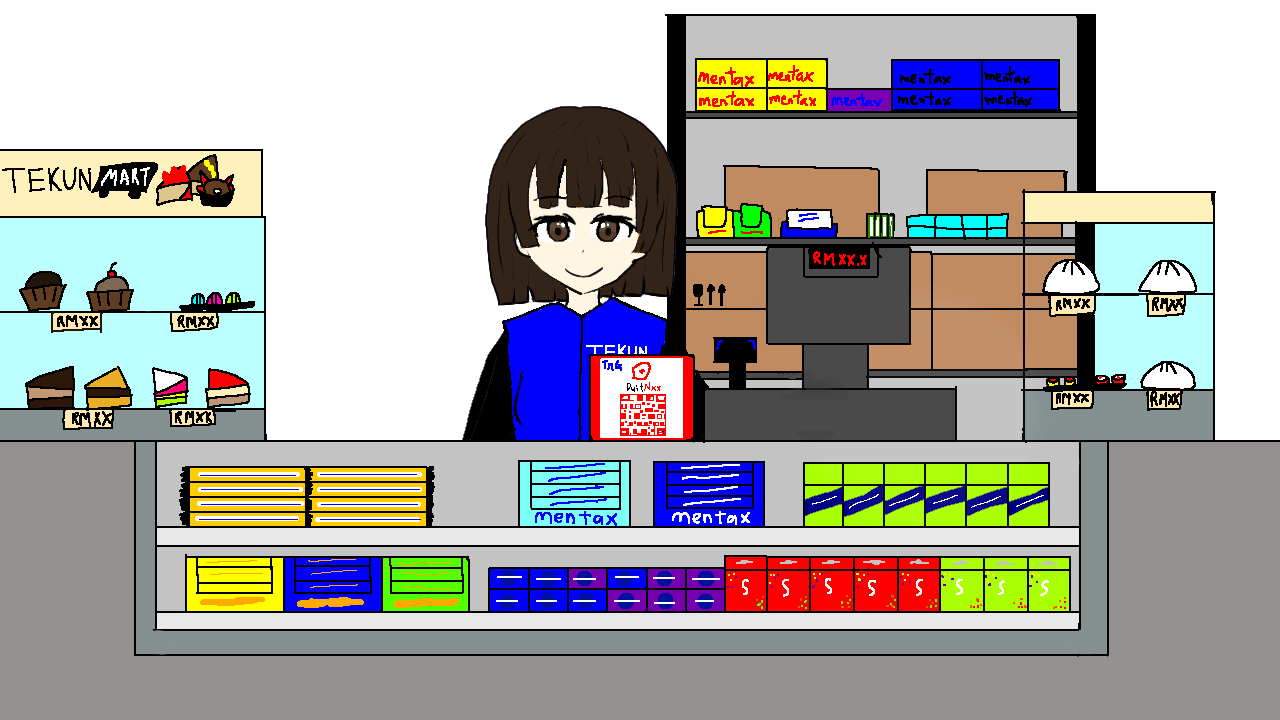 mentax mentax
mentax mentax
mentax
mentax mentax
mentax mentax
TEKUN MART
RM XX.X
RMXX
RMXX
RMXX
RMXX
TEKUN
TnG
DuitNxx
RMXX
RMXX
RMXX
RMXX
mentax
mentax
S S S S S S S S